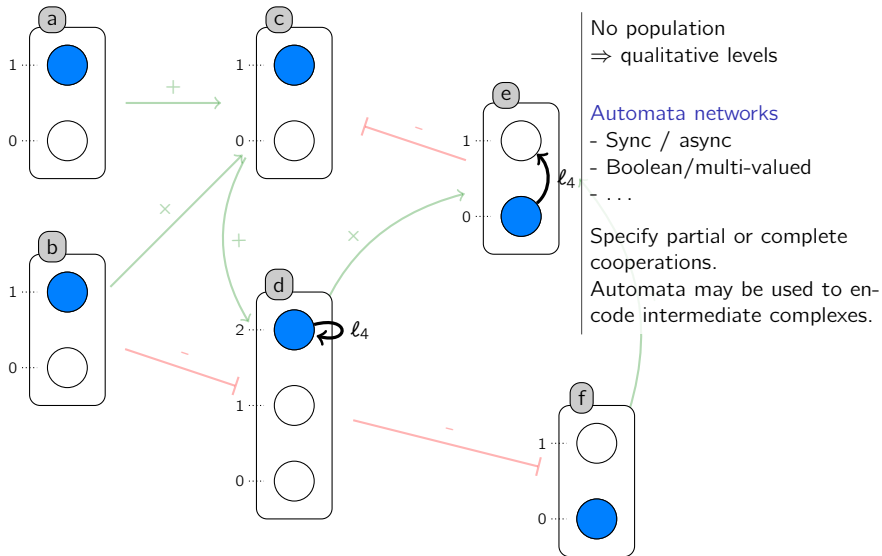 a
1
0
+
c
1
0
e
1
0
ℓ4
-
×
+
×
b
1
0
-
d
2
1
0
ℓ4
-
f
1
0
No population
⇒ qualitative levels
Automata networks
- Sync / async
- Boolean/multi-valued
- . . .
Specify partial or complete
cooperations.
Automata may be used to en-
code intermediate complexes.